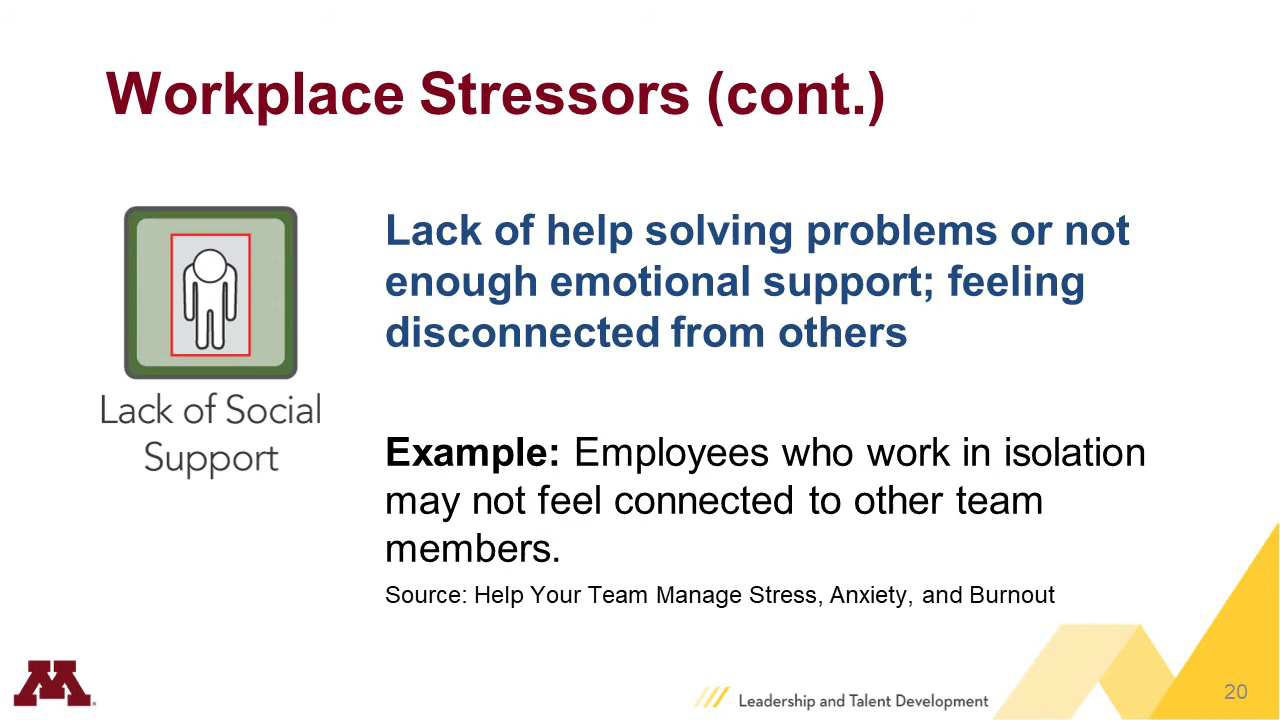 Workplace Stressors (cont.)
Lack of Social
Support
Lack of help solving problems or not
enough emotional support; feeling
disconnected from others
Example: Employees who work in isolation
may not feel connected to other team
members.
Source: Help Your Team Manage Stress, Anxiety, and Burnout
M
Leadership and Talent Development
20